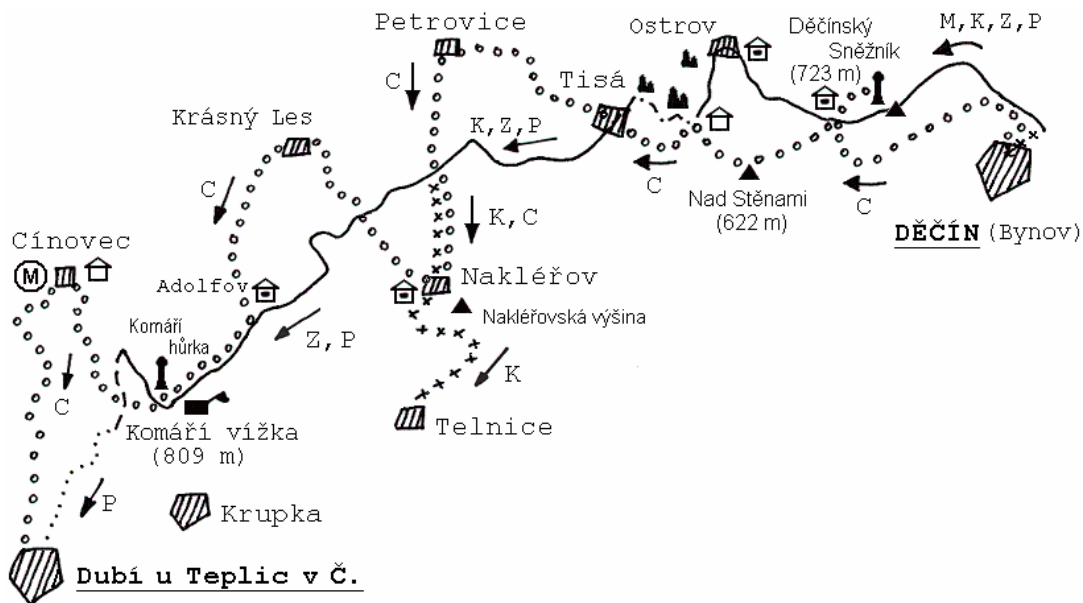 Petrovice
Ostrov
Děčínský
Sněžník
(723 m)
M,K,Z,P
C
Tisá
Krásný Les
K,Z,P
C
C
Nad Stěnami
(622 m)
C
DĚČÍN (Bynov)
K,C
Cínovec
M
Adolfov
Nakléřov
Nakléřovská výšina
Komáří
hůrka
Z,P
K
C
Telnice
Komáří vížka
(809 m)
P
Krupka
Dubí u Teplic v Č.